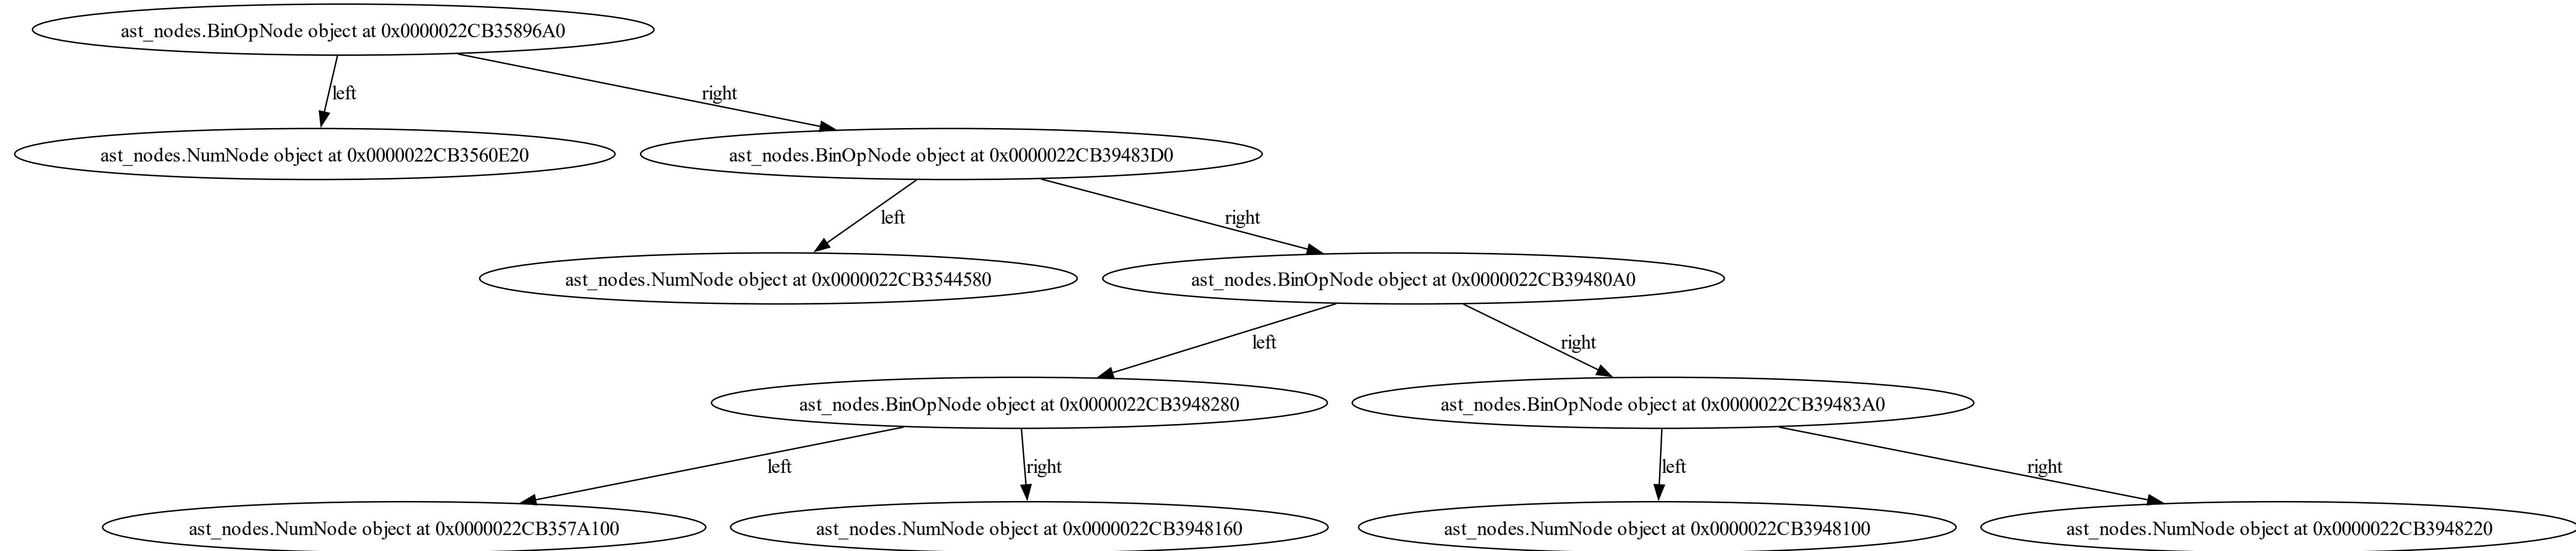 ast_nodes.BinOpNode object at 0x0000022CB35896A0
left
right
ast_nodes.NumNode object at 0x0000022CB3560E20
ast_nodes.BinOpNode object at 0x0000022CB39483D0
left
right
ast_nodes.NumNode object at 0x0000022CB3544580
ast_nodes.BinOpNode object at 0x0000022CB39480A0
left
right
ast_nodes.BinOpNode object at 0x0000022CB3948280
ast_nodes.BinOpNode object at 0x0000022CB39483A0
left
right
left
right
ast_nodes.NumNode object at 0x0000022CB357A100
ast_nodes.NumNode object at 0x0000022CB3948160
ast_nodes.NumNode object at 0x0000022CB3948100
ast_nodes.NumNode object at 0x0000022CB3948220